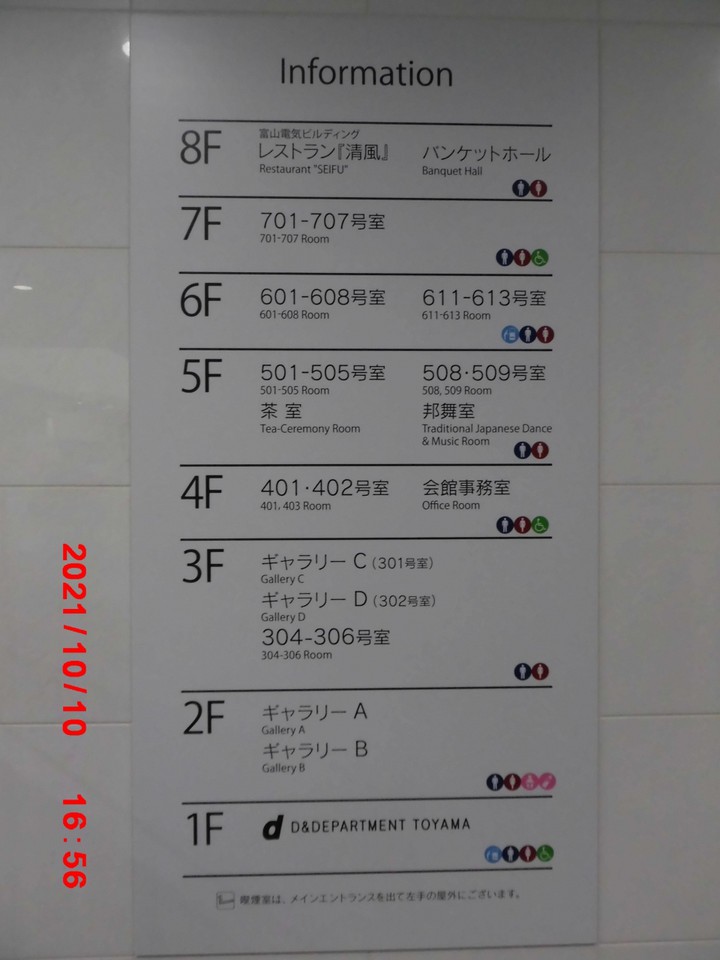 Information
8F
富山電気ビルディング
レストラン『清風』
Restaurant "SEIFU"
バンケットホール
Banquet Hall
7F
701-707号室
701-707 Room
6F
601-608号室
601-608 Room
611-613号室
611-613 Room
5F
501-505号室
501-505 Room
508･509号室
508, 509 Room
茶 室
Tea-Ceremony Room
邦舞室
Traditional Japanese Dance
& Music Room
4F
401･402号室
401, 403 Room
会館事務室
Office Room
3F
ギャラリー C（301号室）
Gallery C
ギャラリー D（302号室）
Gallery D
304-306号室
304-306 Room
2F
ギャラリー A
Gallery A
ギャラリー B
Gallery B
1F
d D&DEPARTMENT TOYAMA
喫煙室は、メインエントランスを出て左手の屋外にございます。
2021/10/10 16:56